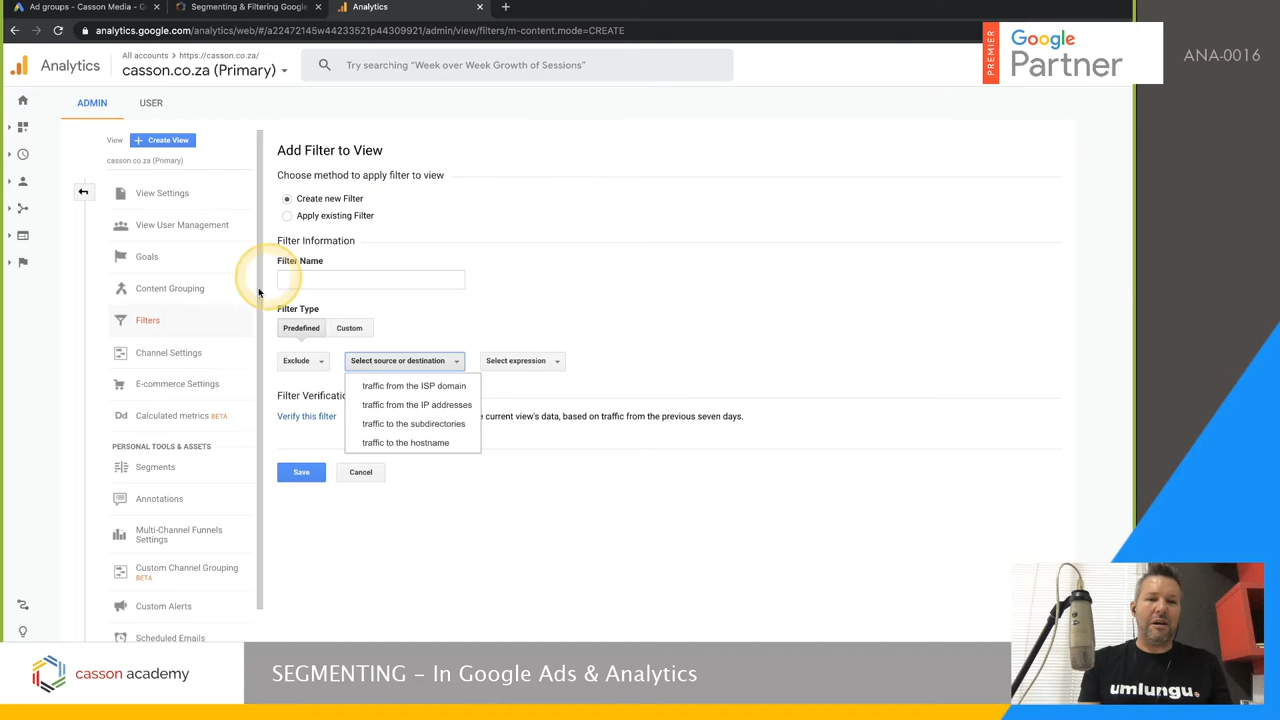 Ad groups - Casson Media - G
Segmenting & Filtering Google
Analytics
analytics.google.com/analytics/web/#/a22472145w44233521p44309921/admin/view/filters/m-content.mode=CREATE
PREMIER
Google
Partner
ANA-0016
Analytics
All accounts > https://casson.co.za/
casson.co.za (Primary)
Try searching "Week over Week Growth of Sessions"
ADMIN
USER
View
+ Create View
casson.co.za (Primary)
View Settings
View User Management
Goals
Content Grouping
Filters
Channel Settings
E-commerce Settings
Dd
Calculated metrics BETA
PERSONAL TOOLS & ASSETS
Segments
Annotations
Multi-Channel Funnels
Settings
Custom Channel Grouping
BETA
Custom Alerts
Scheduled Emails
Add Filter to View
Choose method to apply filter to view
Create new Filter
Apply existing Filter
Filter Information
Filter Name
Filter Type
Predefined
Custom
Exclude
Select source or destination
Select expression
traffic from the ISP domain
traffic from the IP addresses
traffic to the subdirectories
traffic to the hostname
Filter Verificatio
Verify this filter
e current view's data, based on traffic from the previous seven days.
Save
Cancel
umlungu.
casson academy
SEGMENTING – In Google Ads & Analytics